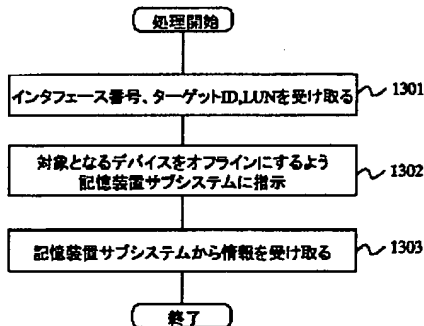 処理開始
インタフェース番号、ターゲットID,LUNを受け取る
1301
対象となるデバイスをオフラインにするよう
記憶装置サブシステムに指示
1302
記憶装置サブシステムから情報を受け取る
1303
終了